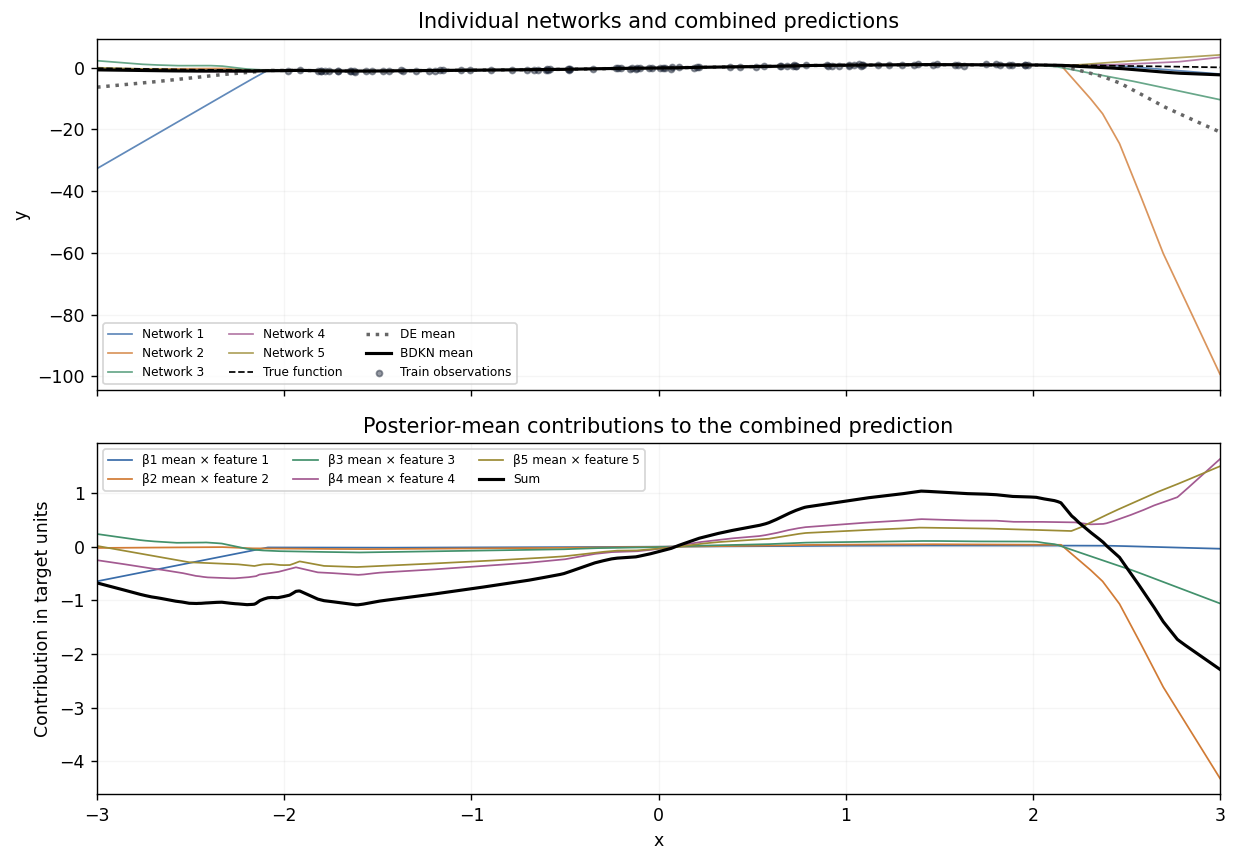 Individual networks and combined predictions
0
−20
−40
−60
−80
−100
y
Network 1
Network 2
Network 3
Network 4
Network 5
True function
DE mean
BDKN mean
Train observations
Posterior-mean contributions to the combined prediction
1
0
−1
−2
−3
−4
Contribution in target units
β1 mean × feature 1
β2 mean × feature 2
β3 mean × feature 3
β4 mean × feature 4
β5 mean × feature 5
Sum
−3
−2
−1
0
1
2
3
x